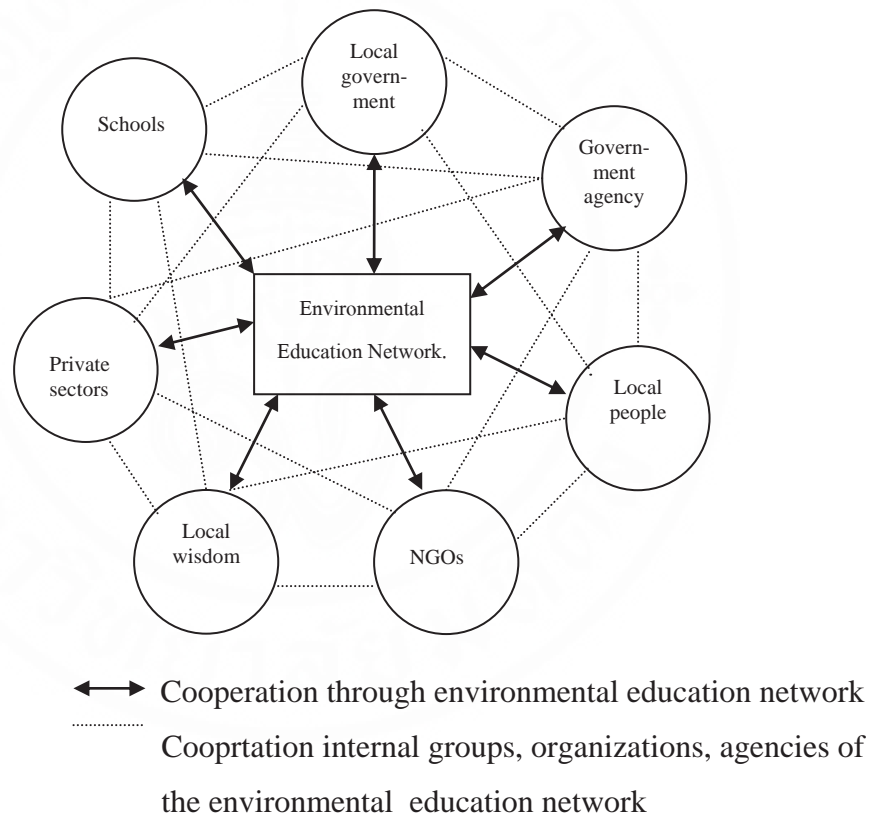 Local
govern-
ment
Schools
Govern-
ment
agency
Environmental
Education Network.
Private
sectors
Local
people
Local
wisdom
NGOs
Cooperation through environmental education network
Cooprtation internal groups, organizations, agencies of
the environmental education network